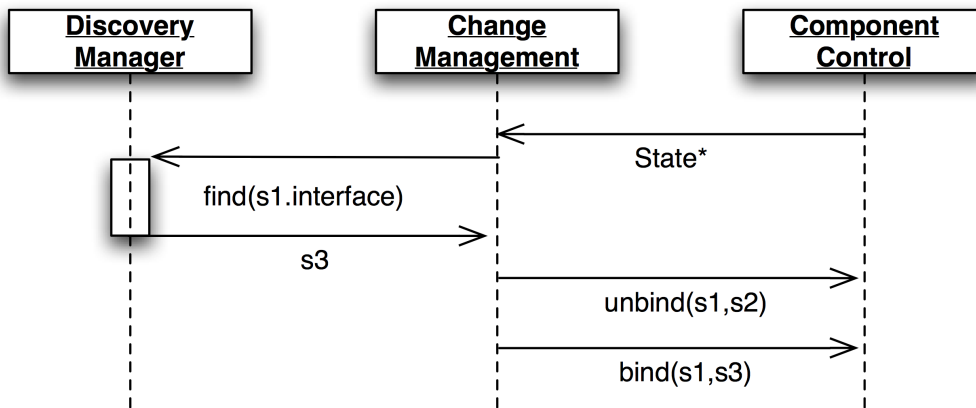 Discovery
Manager
Change
Management
Component
Control
State*
find(s1.interface)
s3
unbind(s1,s2)
bind(s1,s3)